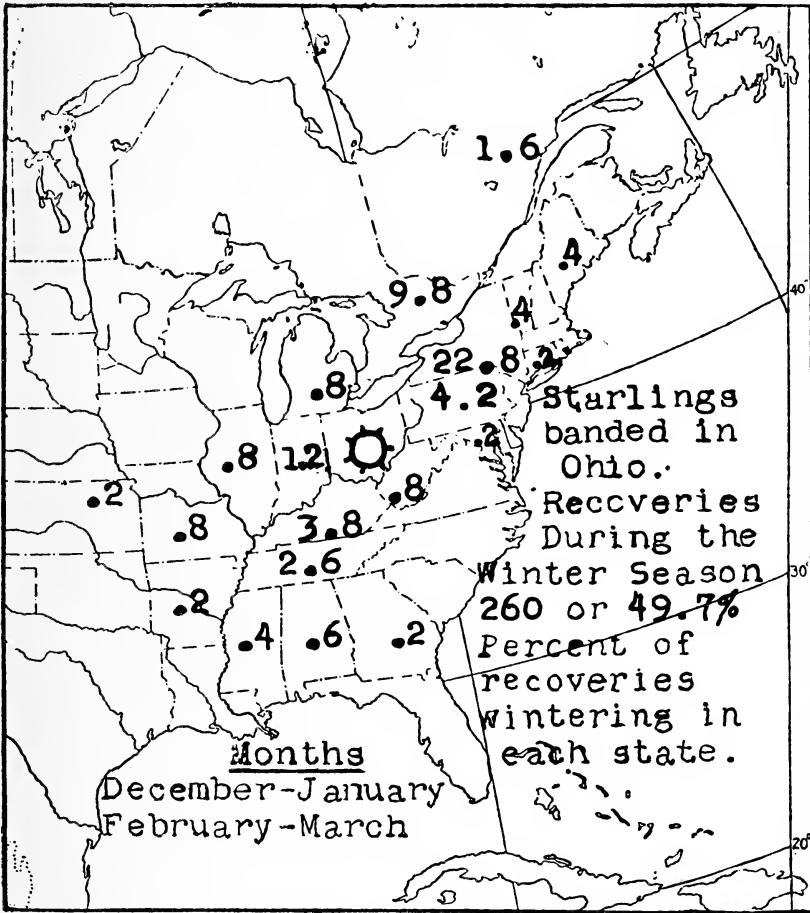 1.6
.4
9.8
40°
.4
22.8 .2
.8
4.2 Starlings
.2 banded in
.8 1.2 Ohio.
.2 .8 Reccveries
.8 3.8 During the
2.6 Winter Season 30°
.2 260 or 49.7%
.4 .6 .2 Percent of
recoveries
wintering in
Months each state.
December-January
February-March
20°